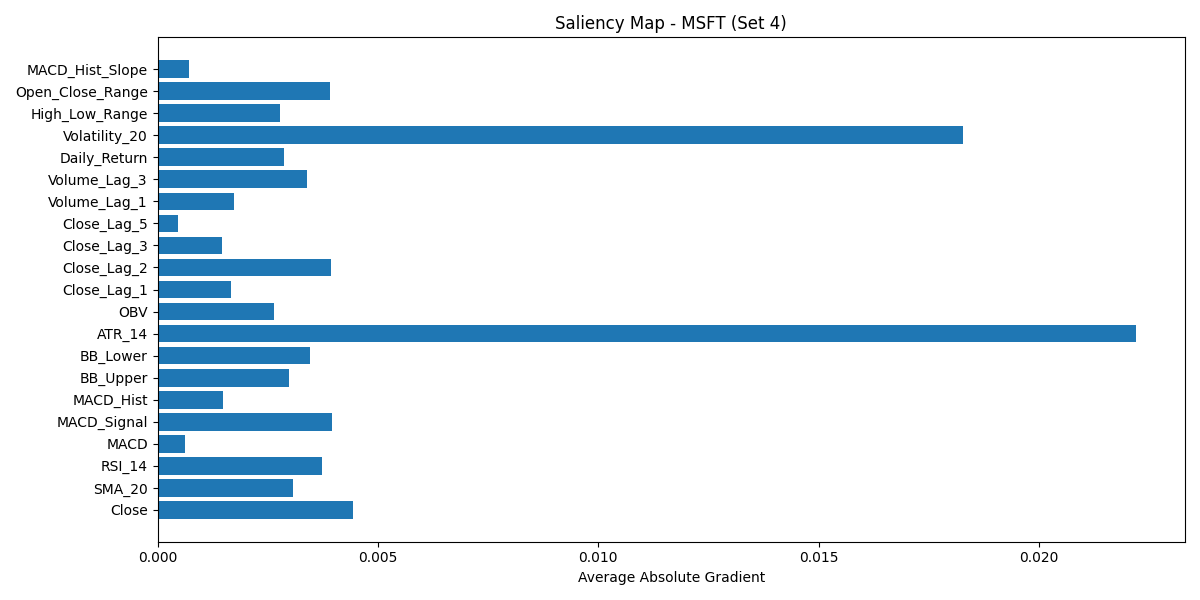 Saliency Map - MSFT (Set 4)
MACD_Hist_Slope
Open_Close_Range
High_Low_Range
Volatility_20
Daily_Return
Volume_Lag_3
Volume_Lag_1
Close_Lag_5
Close_Lag_3
Close_Lag_2
Close_Lag_1
OBV
ATR_14
BB_Lower
BB_Upper
MACD_Hist
MACD_Signal
MACD
RSI_14
SMA_20
Close
0.000 0.005 0.010 0.015 0.020
Average Absolute Gradient